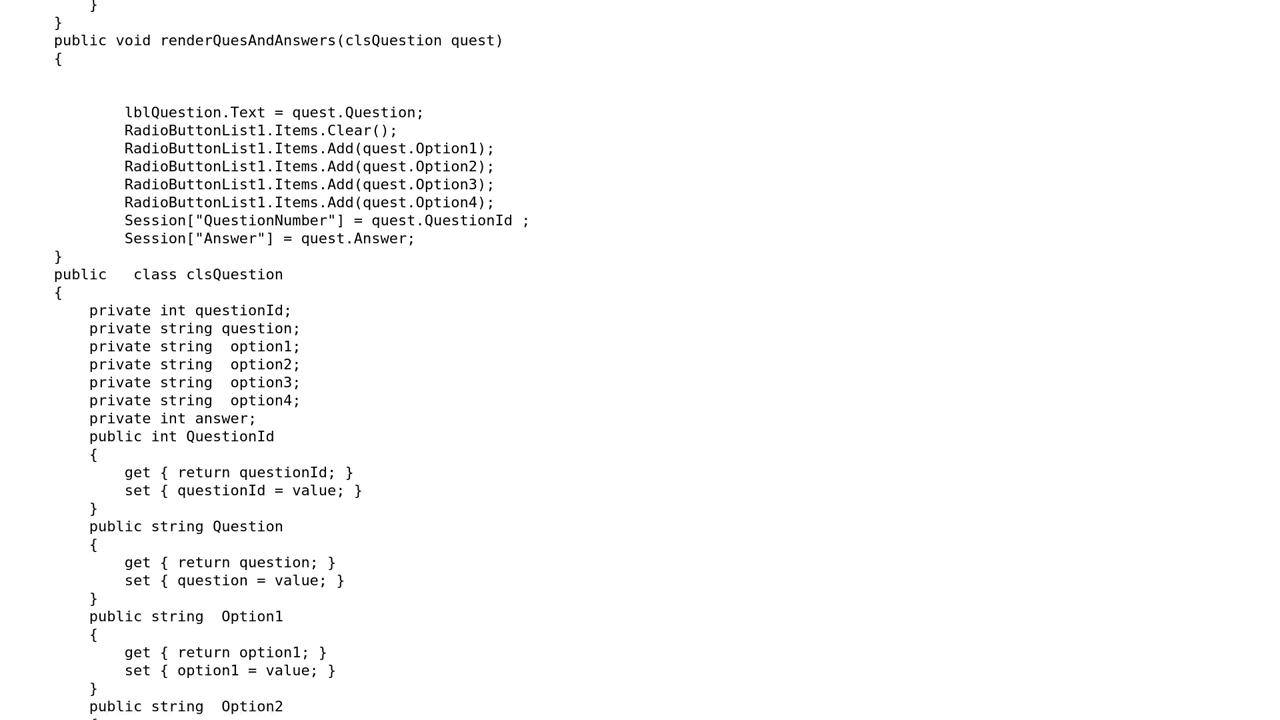 }
}
public void renderQuesAndAnswers(clsQuestion quest)
{
lblQuestion.Text = quest.Question;
RadioButtonList1.Items.Clear();
RadioButtonList1.Items.Add(quest.Option1);
RadioButtonList1.Items.Add(quest.Option2);
RadioButtonList1.Items.Add(quest.Option3);
RadioButtonList1.Items.Add(quest.Option4);
Session["QuestionNumber"] = quest.QuestionId ;
Session["Answer"] = quest.Answer;
}
public   class clsQuestion
{
private int questionId;
private string question;
private string  option1;
private string  option2;
private string  option3;
private string  option4;
private int answer;
public int QuestionId
{
get { return questionId; }
set { questionId = value; }
}
public string Question
{
get { return question; }
set { question = value; }
}
public string  Option1
{
get { return option1; }
set { option1 = value; }
}
public string  Option2
{